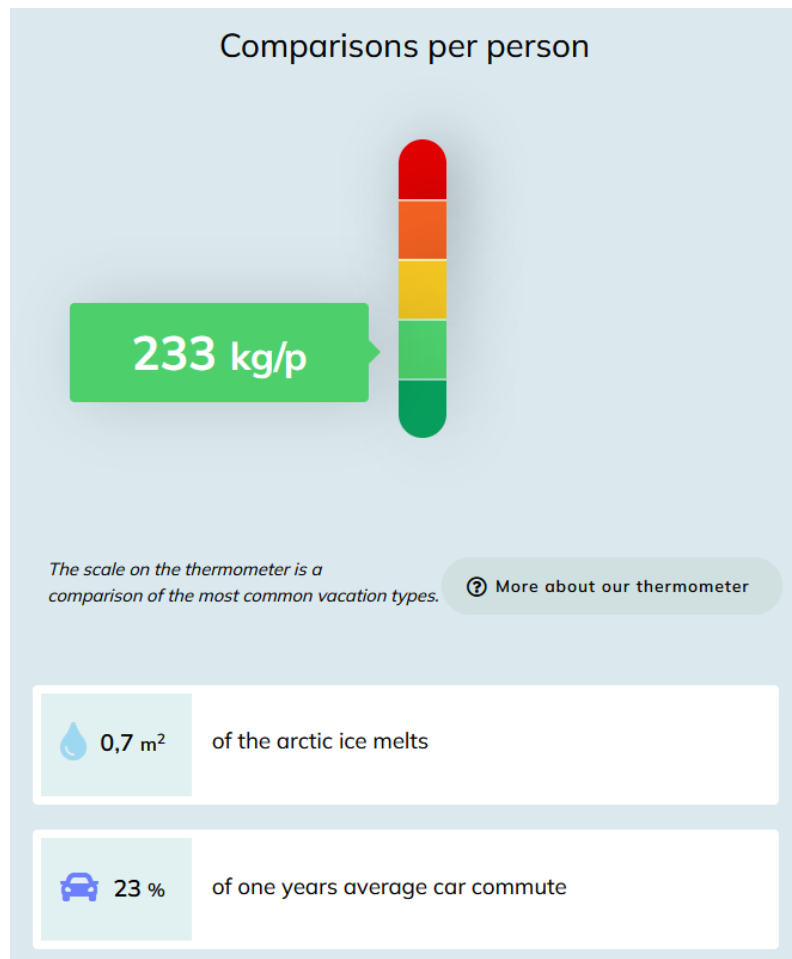 Comparisons per person
233 kg/p
The scale on the thermometer is a
comparison of the most common vacation types.
More about our thermometer
0,7 m²
of the arctic ice melts
23 %
of one years average car commute